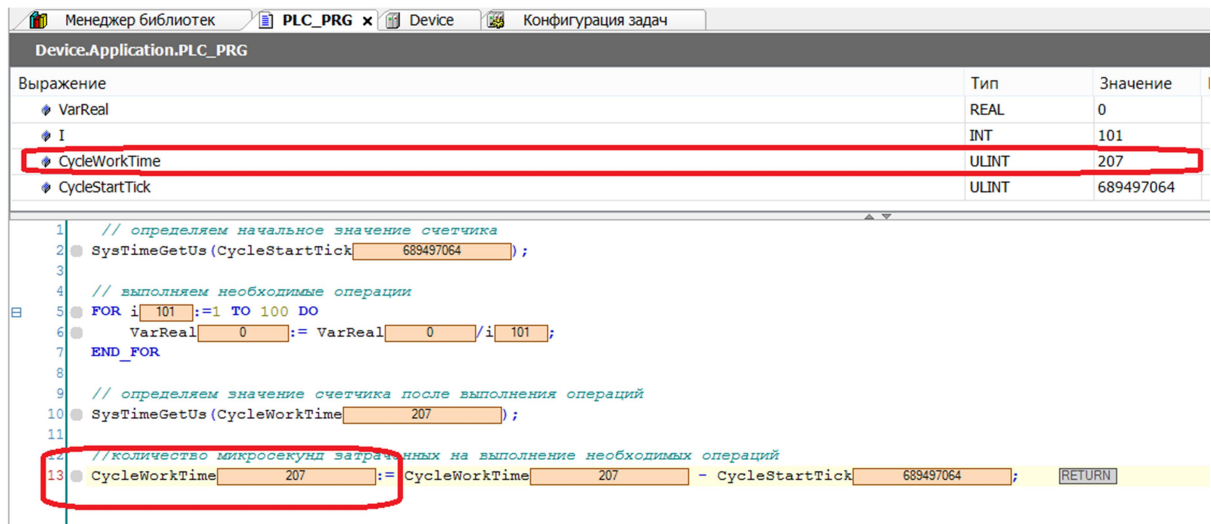 Менеджер библиотек PLC_PRG x Device Конфигурация задач
Device.Application.PLC_PRG
Выражение Тип Значение
VarReal REAL 0
I INT 101
CycleWorkTime ULINT 207
CycleStartTick ULINT 689497064
1 // определяем начальное значение счетчика
2 SysTimeGetUs(CycleStartTick 689497064 );
3
4 // выполняем необходимые операции
5 FOR i 101 :=1 TO 100 DO
6 VarReal 0 := VarReal 0 /i 101 ;
7 END_FOR
8
9 // определяем значение счетчика после выполнения операций
10 SysTimeGetUs(CycleWorkTime 207 );
11
12 //количество микросекунд затраченных на выполнение необходимых операций
13 CycleWorkTime 207 := CycleWorkTime 207 - CycleStartTick 689497064 ; RETURN